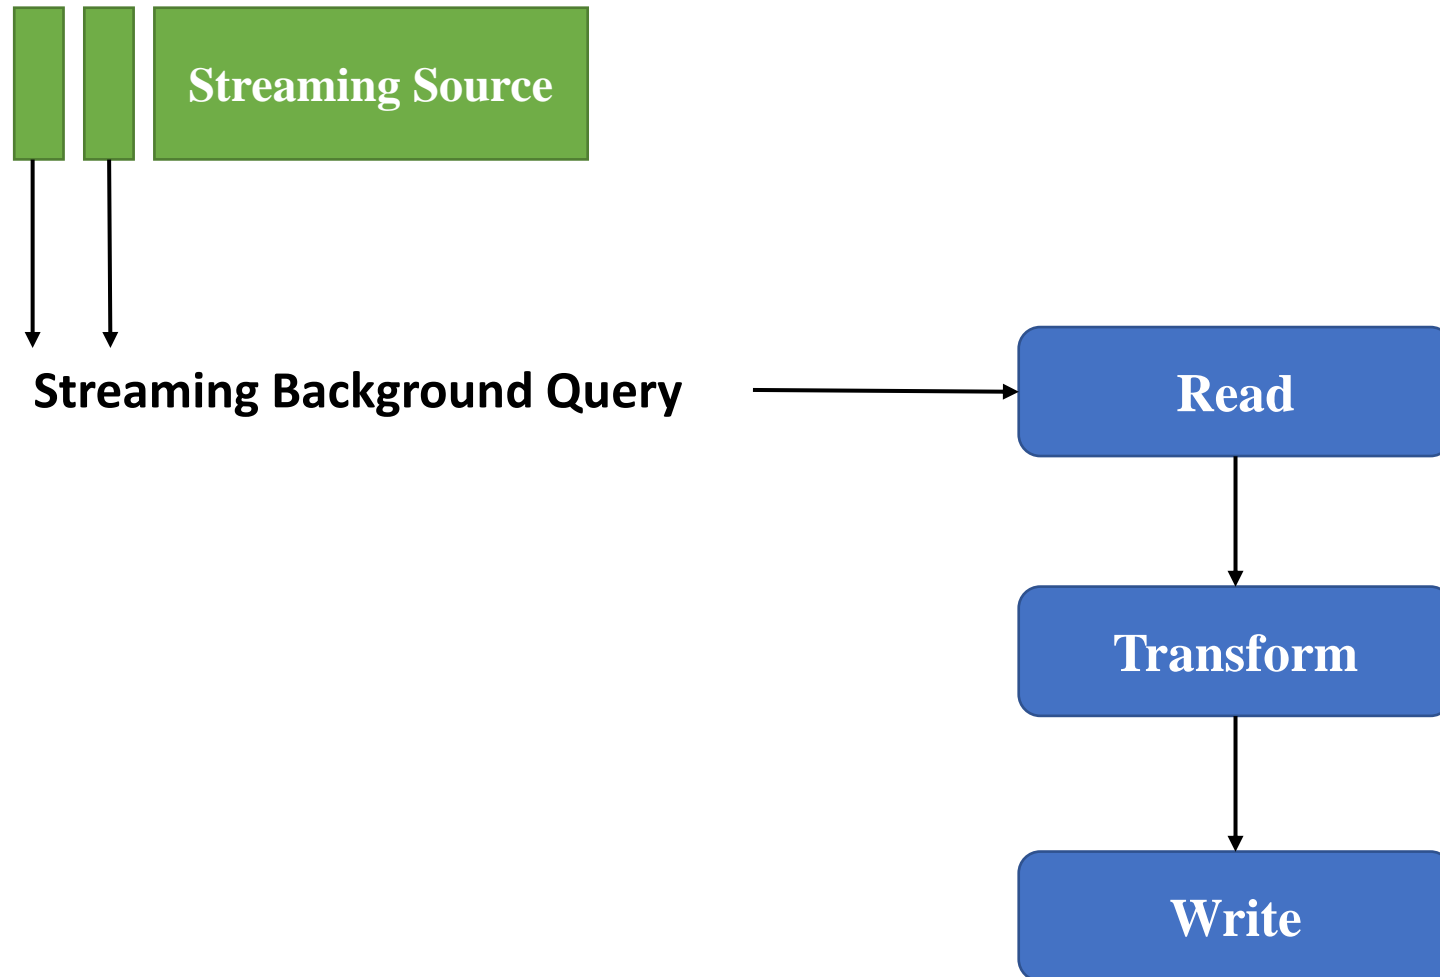 Streaming Source
Streaming Background Query
Read
Transform
Write